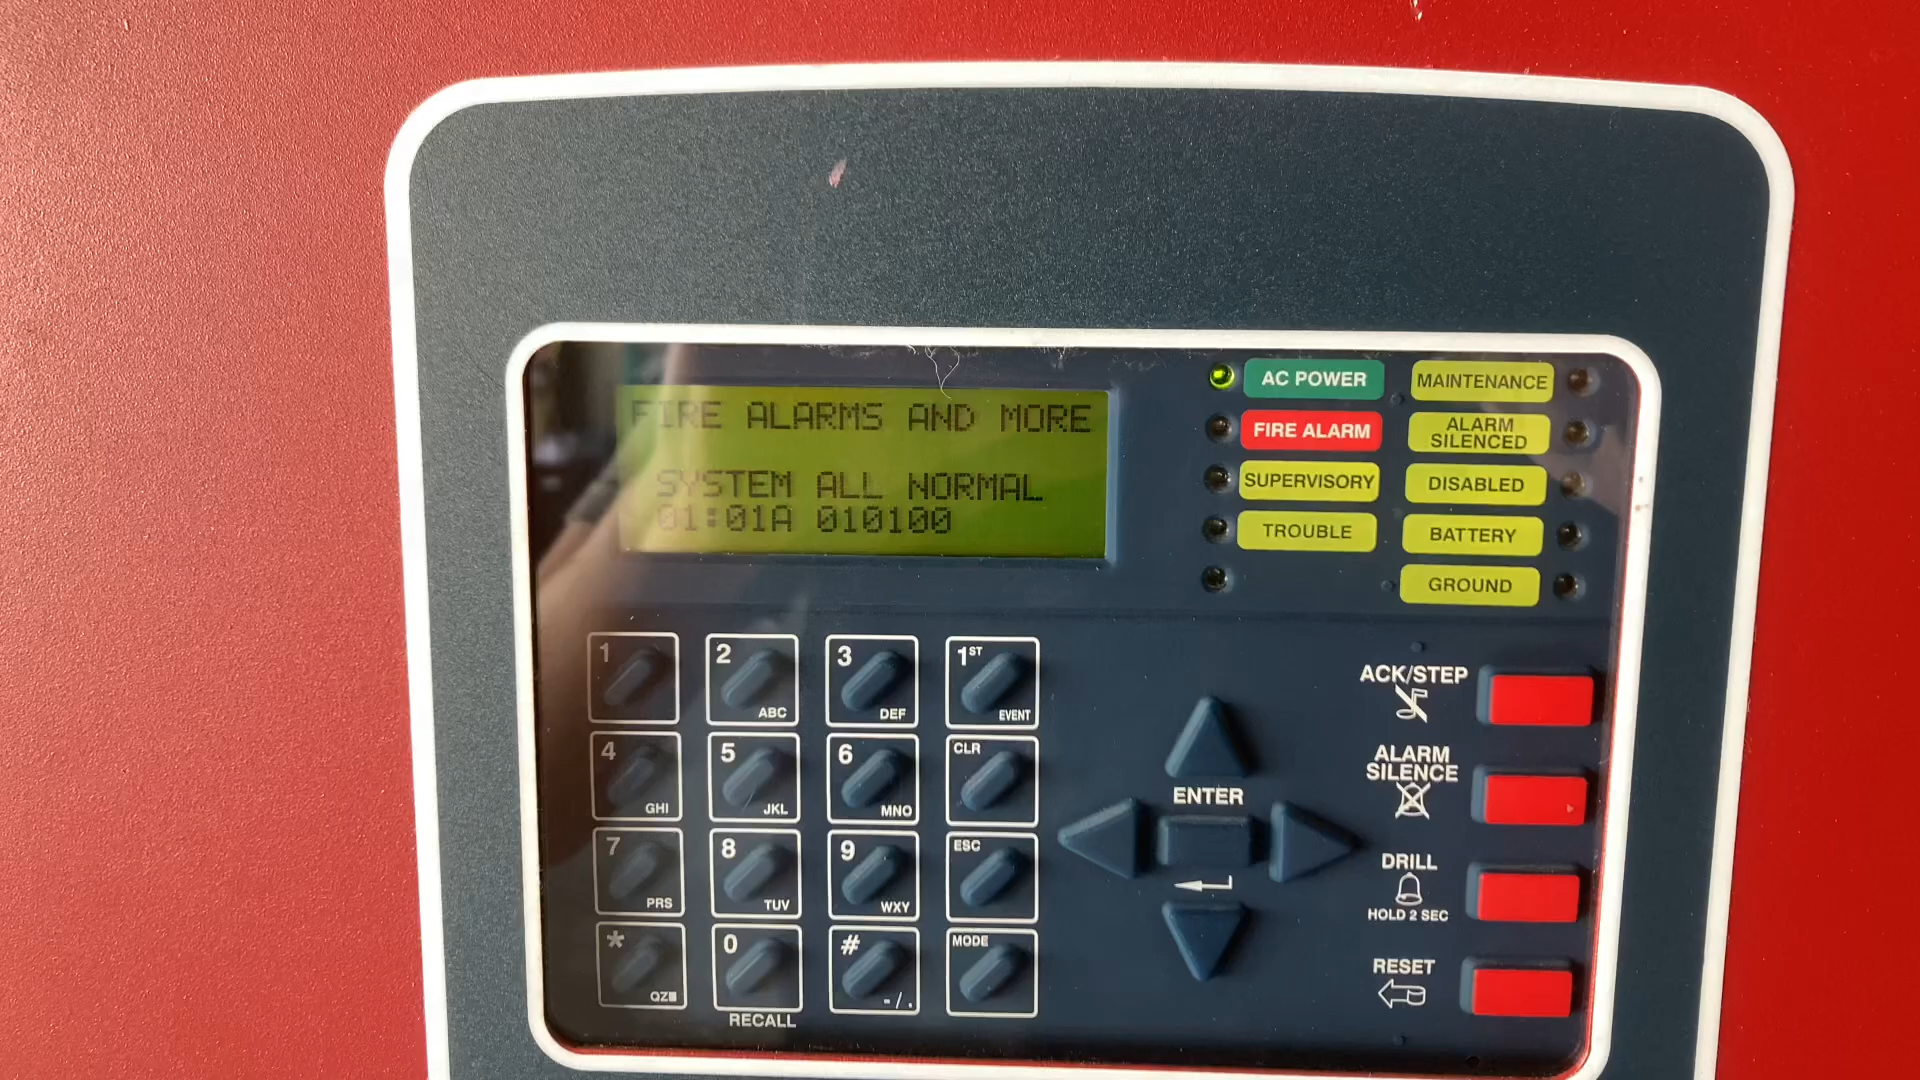 FIRE ALARMS AND MORE
SYSTEM ALL NORMAL
01:01A 010100
AC POWER
FIRE ALARM
SUPERVISORY
TROUBLE
MAINTENANCE
ALARM
SILENCED
DISABLED
BATTERY
GROUND
1
2 ABC
3 DEF
1ST EVENT
4 GHI
5 JKL
6 MNO
CLR
7 PRS
8 TUV
9 WXY
ESC
* QZ
0
# - / .
MODE
RECALL
ENTER
ACK/STEP
ALARM
SILENCE
DRILL
HOLD 2 SEC
RESET